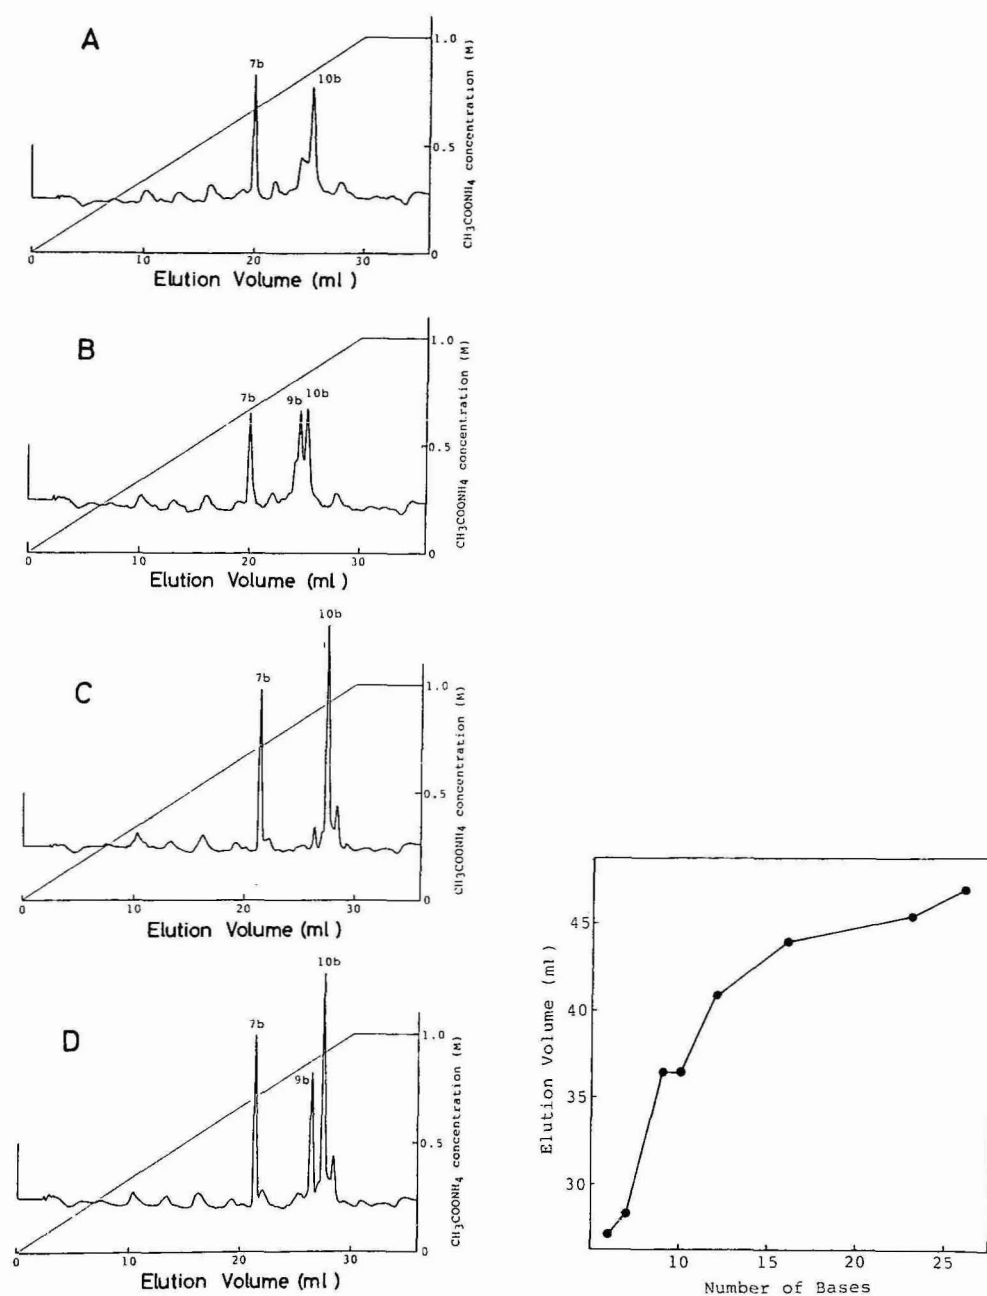 A
7b
10b
1.0
0.5
0
CH₃COONH₄ concentration (M)
0 10 20 30
Elution Volume (ml)
B
7b
9b
10b
1.0
0.5
0
CH₃COONH₄ concentration (M)
0 10 20 30
Elution Volume (ml)
C
7b
10b
1.0
0.5
0
CH₃COONH₄ concentration (M)
0 10 20 30
Elution Volume (ml)
D
7b
9b
10b
1.0
0.5
0
CH₃COONH₄ concentration (M)
0 10 20 30
Elution Volume (ml)
45
40
35
30
Elution Volume (ml)
10 15 20 25
Number of Bases